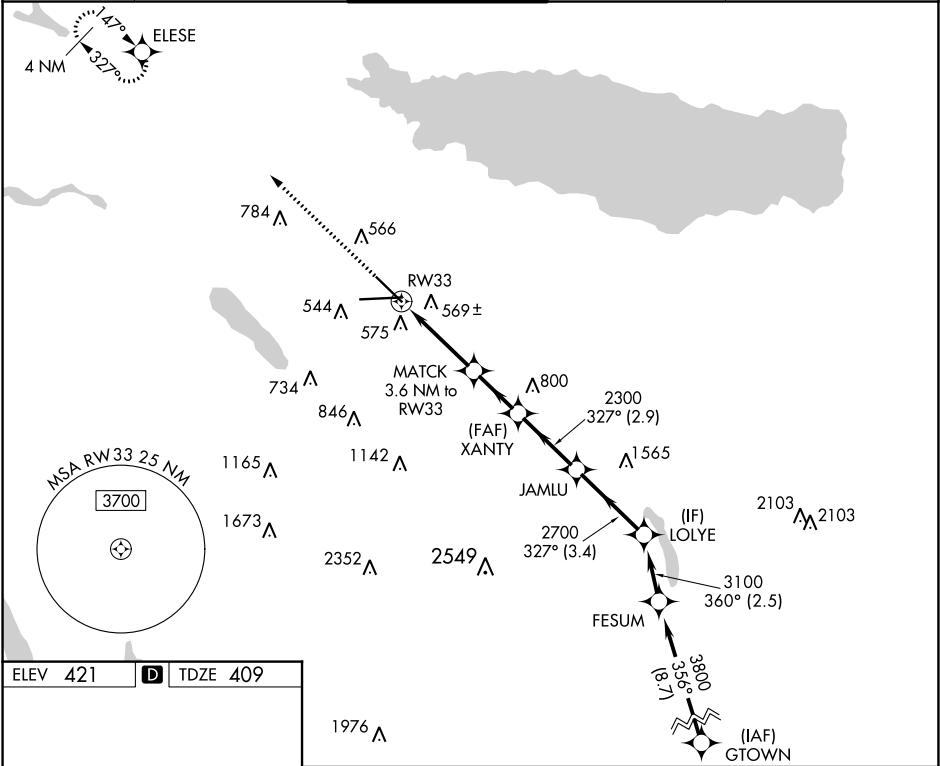 147°
ELESE
4 NM
327°
784
566
RW33
544
569±
575
MATCK
3.6 NM to
RW33
734
800
2300
327° (2.9)
846
(FAF)
XANTY
1142
1565
MSA RW33 25 NM
1165
JAMLU
3700
2103
2103
(IF)
LOLYE
1673
2700
327° (3.4)
2352
2549
3100
360° (2.5)
FESUM
3800
356°
(8.7)
ELEV 421
D
TDZE 409
1976
(IAF)
GTOWN